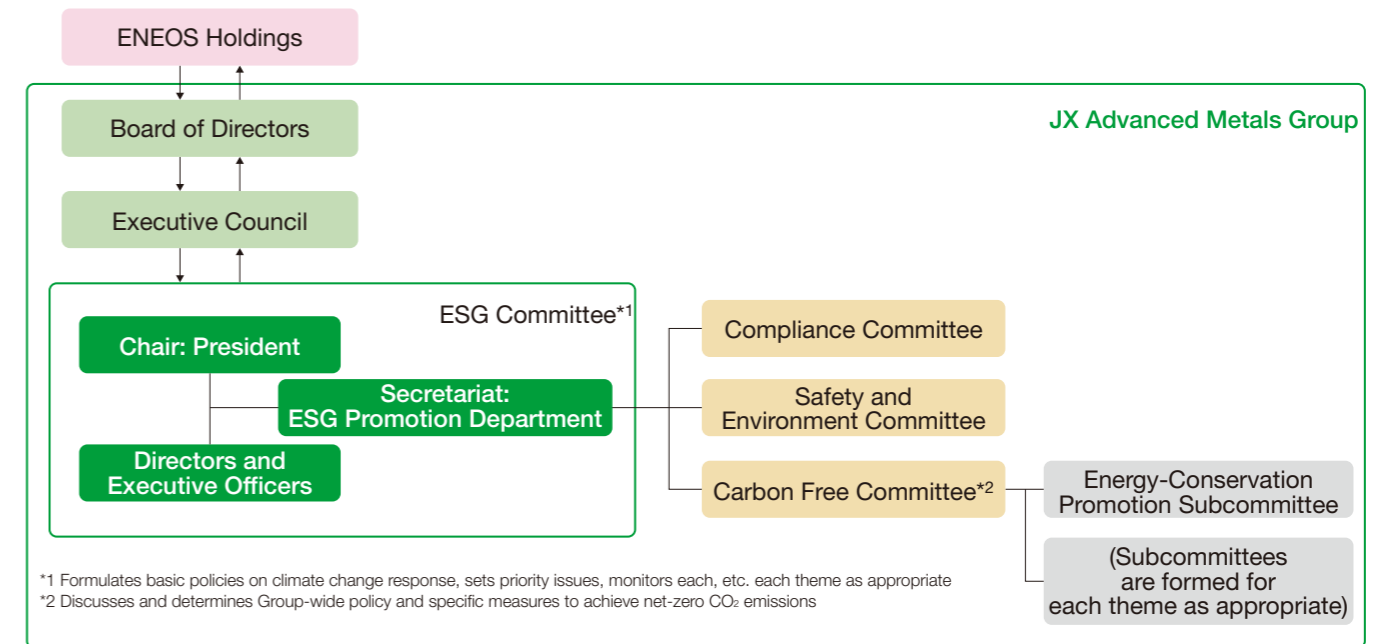 ENEOS Holdings
Board of Directors
JX Advanced Metals Group
Executive Council
ESG Committee*1
Chair: President
Secretariat:
ESG Promotion Department
Directors and
Executive Officers
Compliance Committee
Safety and
Environment Committee
Carbon Free Committee*2
Energy-Conservation
Promotion Subcommittee
(Subcommittees
are formed for
each theme as appropriate)
*1 Formulates basic policies on climate change response, sets priority issues, monitors each, etc. each theme as appropriate
*2 Discusses and determines Group-wide policy and specific measures to achieve net-zero CO₂ emissions